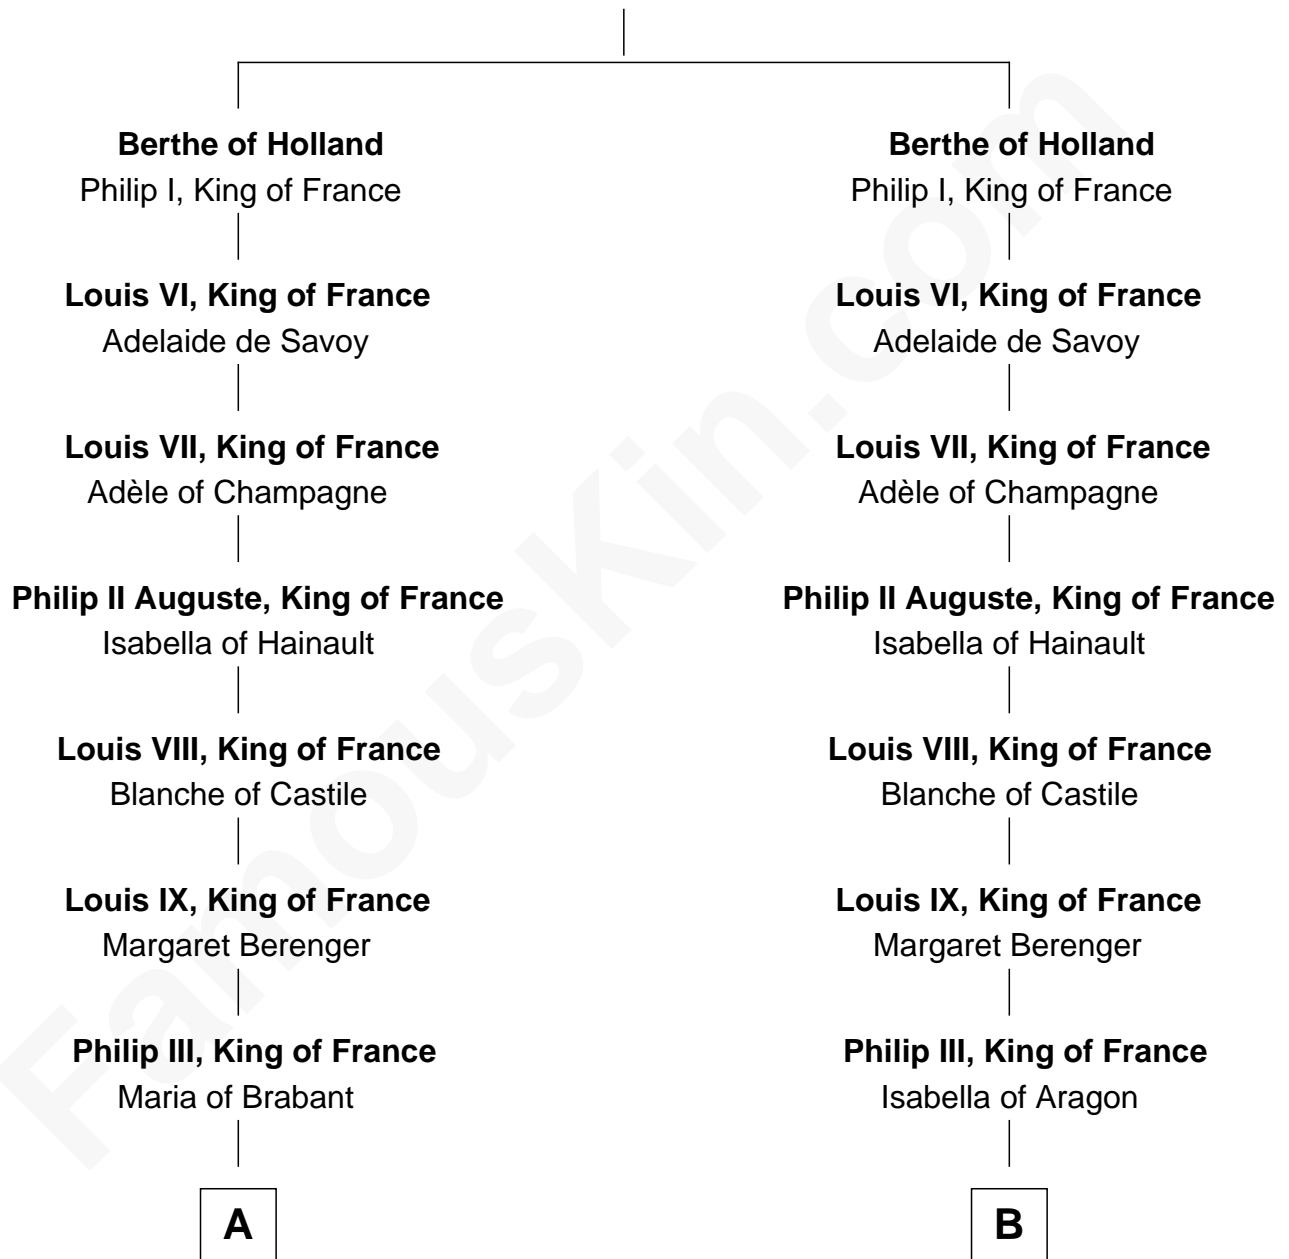 Berthe of Holland
Philip I, King of France
Louis VI, King of France
Adelaide de Savoy
Louis VII, King of France
Adèle of Champagne
Philip II Auguste, King of France
Isabella of Hainault
Louis VIII, King of France
Blanche of Castile
Louis IX, King of France
Margaret Berenger
Philip III, King of France
Maria of Brabant
A
Berthe of Holland
Philip I, King of France
Louis VI, King of France
Adelaide de Savoy
Louis VII, King of France
Adèle of Champagne
Philip II Auguste, King of France
Isabella of Hainault
Louis VIII, King of France
Blanche of Castile
Louis IX, King of France
Margaret Berenger
Philip III, King of France
Isabella of Aragon
B
FamousKin.com